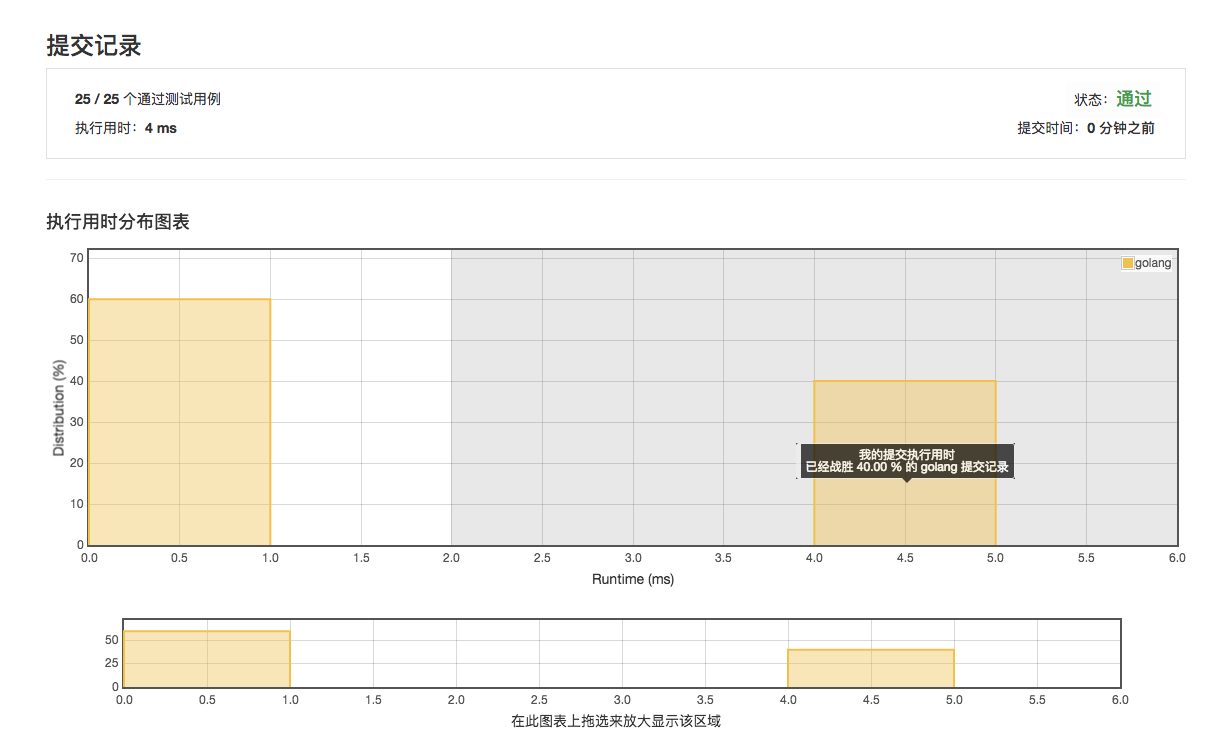 提交记录
25 / 25 个通过测试用例
状态：通过
执行用时：4 ms
提交时间：0 分钟之前
执行用时分布图表
golang
70
60
50
40
30
20
10
0
Distribution (%)
我的提交执行用时
已经战胜 40.00 % 的 golang 提交记录
0.0 0.5 1.0 1.5 2.0 2.5 3.0 3.5 4.0 4.5 5.0 5.5 6.0
Runtime (ms)
50
25
0
0.0 0.5 1.0 1.5 2.0 2.5 3.0 3.5 4.0 4.5 5.0 5.5 6.0
在此图表上拖选来放大显示该区域